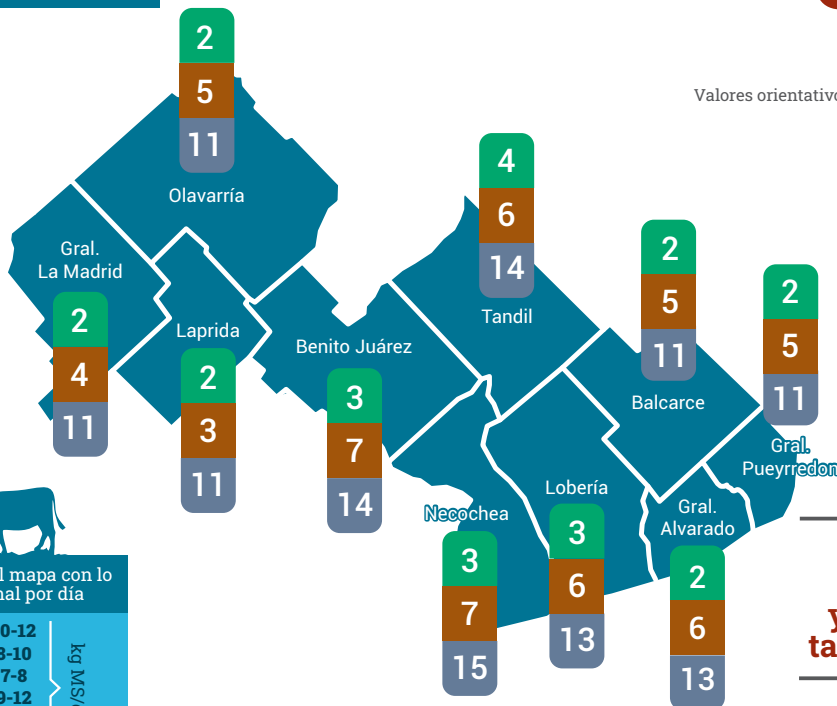 2
5
11
Olavarría
Valores orientativo
4
6
14
Tandil
Gral.
La Madrid
2
4
11
Laprida
2
3
11
Benito Juárez
3
7
14
2
5
11
Balcarce
2
5
11
Gral.
Pueyrredon
Necochea
3
7
15
Lobería
3
6
13
Gral.
Alvarado
2
6
13
l mapa con lo
nal por día
0-12
8-10
7-8
9-12
kg MS/
y
ta